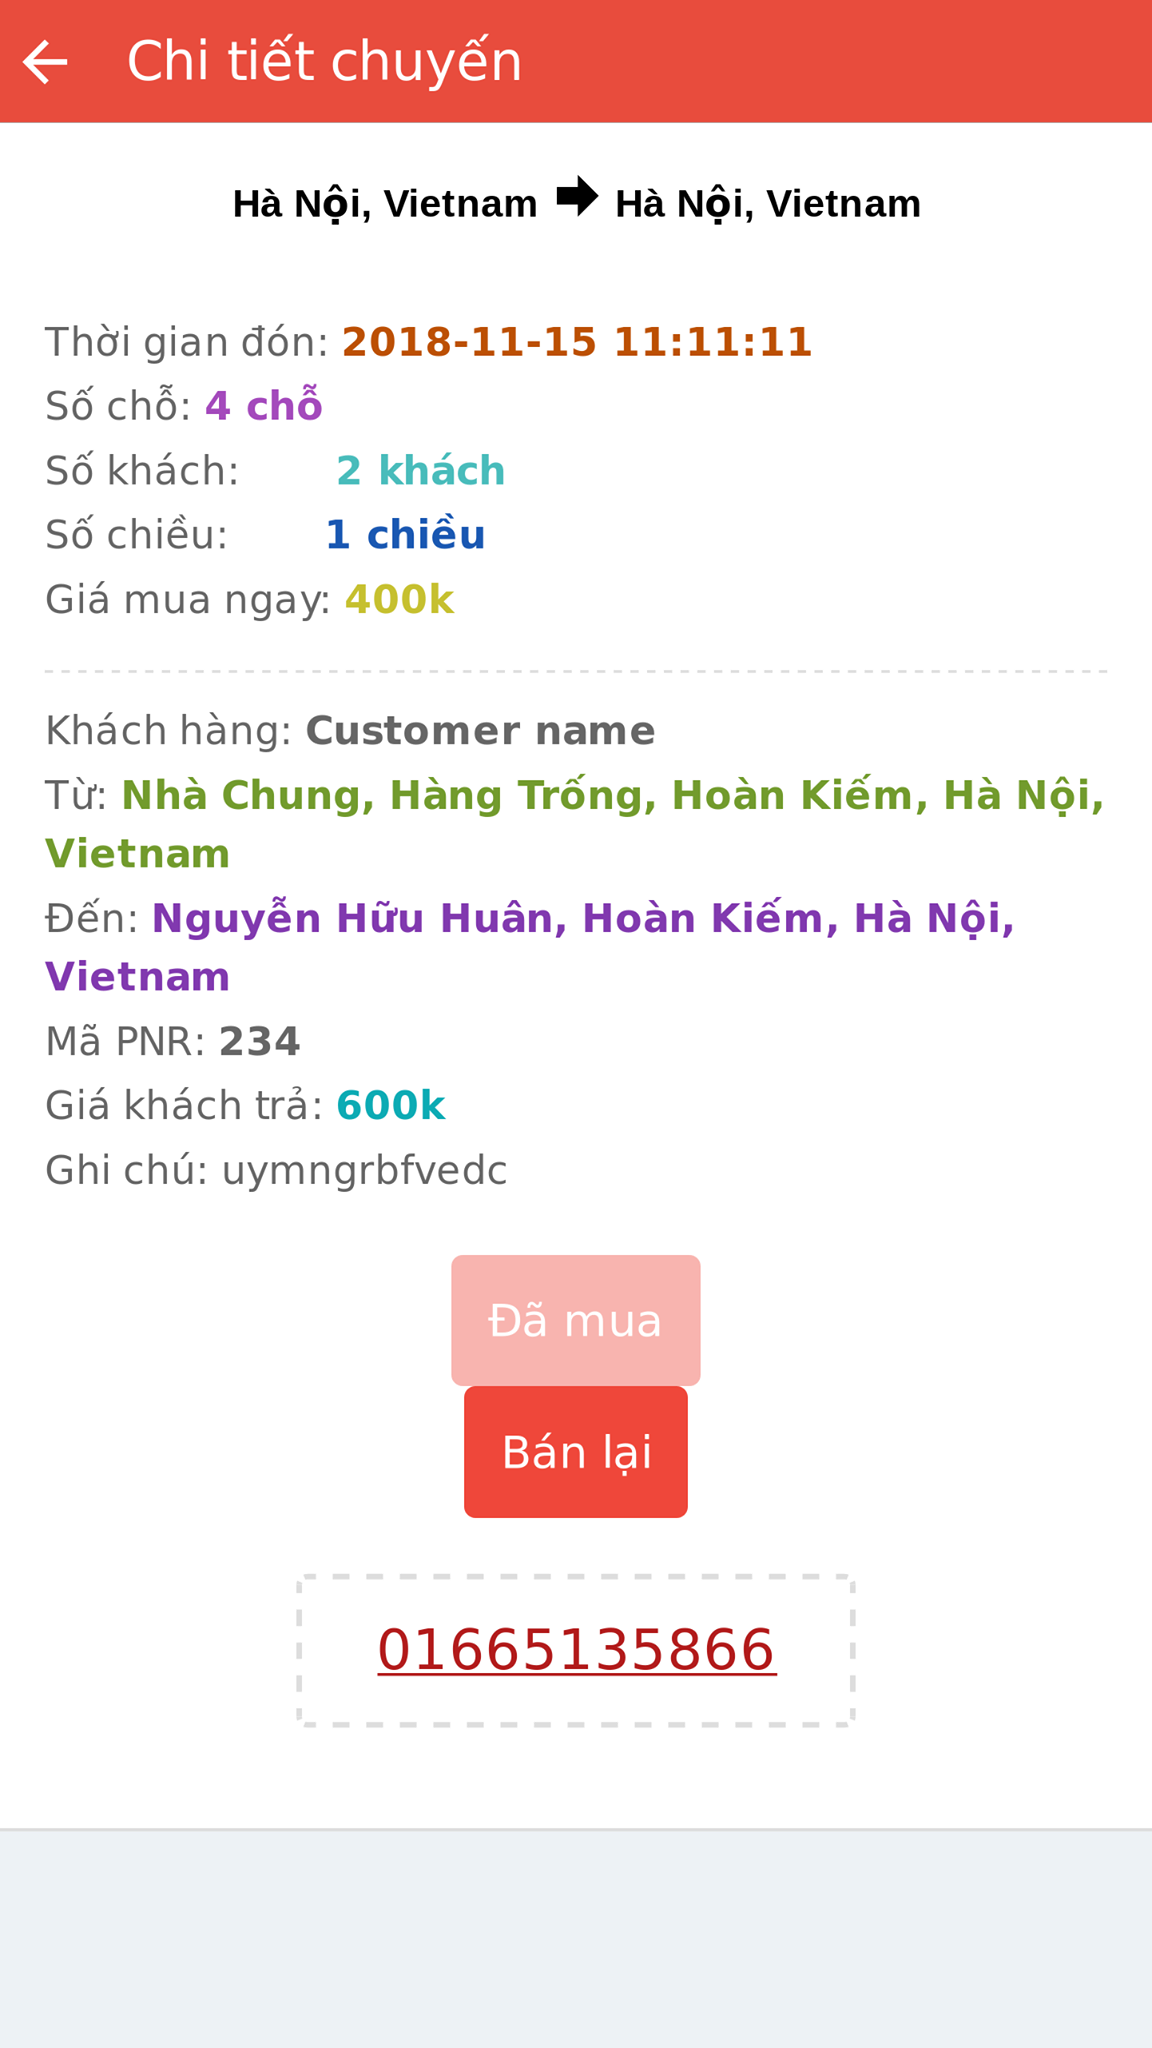 Chi tiết chuyến
Hà Nội, Vietnam Hà Nội, Vietnam
Thời gian đón: 2018-11-15 11:11:11
Số chỗ: 4 chỗ
Số khách: 2 khách
Số chiều: 1 chiều
Giá mua ngay: 400k
Khách hàng: Customer name
Từ: Nhà Chung, Hàng Trống, Hoàn Kiếm, Hà Nội,
Vietnam
Đến: Nguyễn Hữu Huân, Hoàn Kiếm, Hà Nội,
Vietnam
Mã PNR: 234
Giá khách trả: 600k
Ghi chú: uymngrbfvedc
Đã mua
Bán lại
01665135866